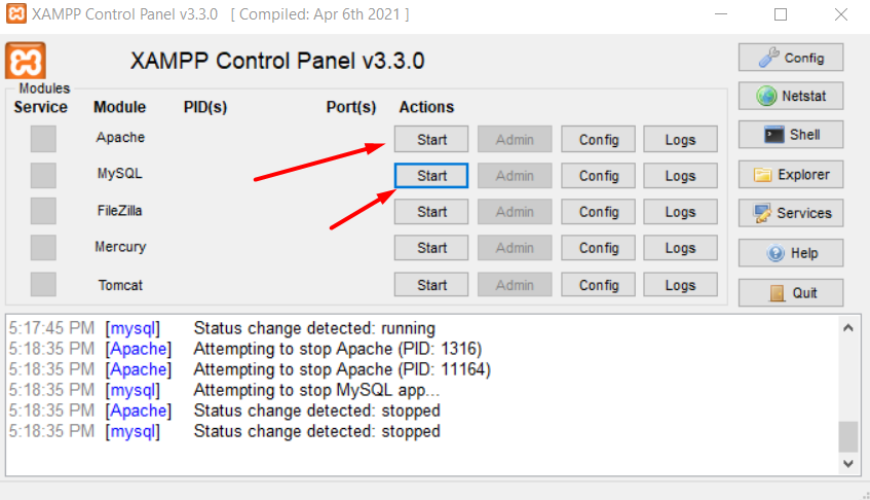 XAMPP Control Panel v3.3.0 [ Compiled: Apr 6th 2021 ]
XAMPP Control Panel v3.3.0
Config
Netstat
Shell
Explorer
Services
Help
Quit
Modules
Service Module PID(s) Port(s) Actions
Apache Start Admin Config Logs
MySQL Start Admin Config Logs
FileZilla Start Admin Config Logs
Mercury Start Admin Config Logs
Tomcat Start Admin Config Logs
5:17:45 PM [mysql] Status change detected: running
5:18:35 PM [Apache] Attempting to stop Apache (PID: 1316)
5:18:35 PM [Apache] Attempting to stop Apache (PID: 11164)
5:18:35 PM [mysql] Attempting to stop MySQL app...
5:18:35 PM [Apache] Status change detected: stopped
5:18:35 PM [mysql] Status change detected: stopped